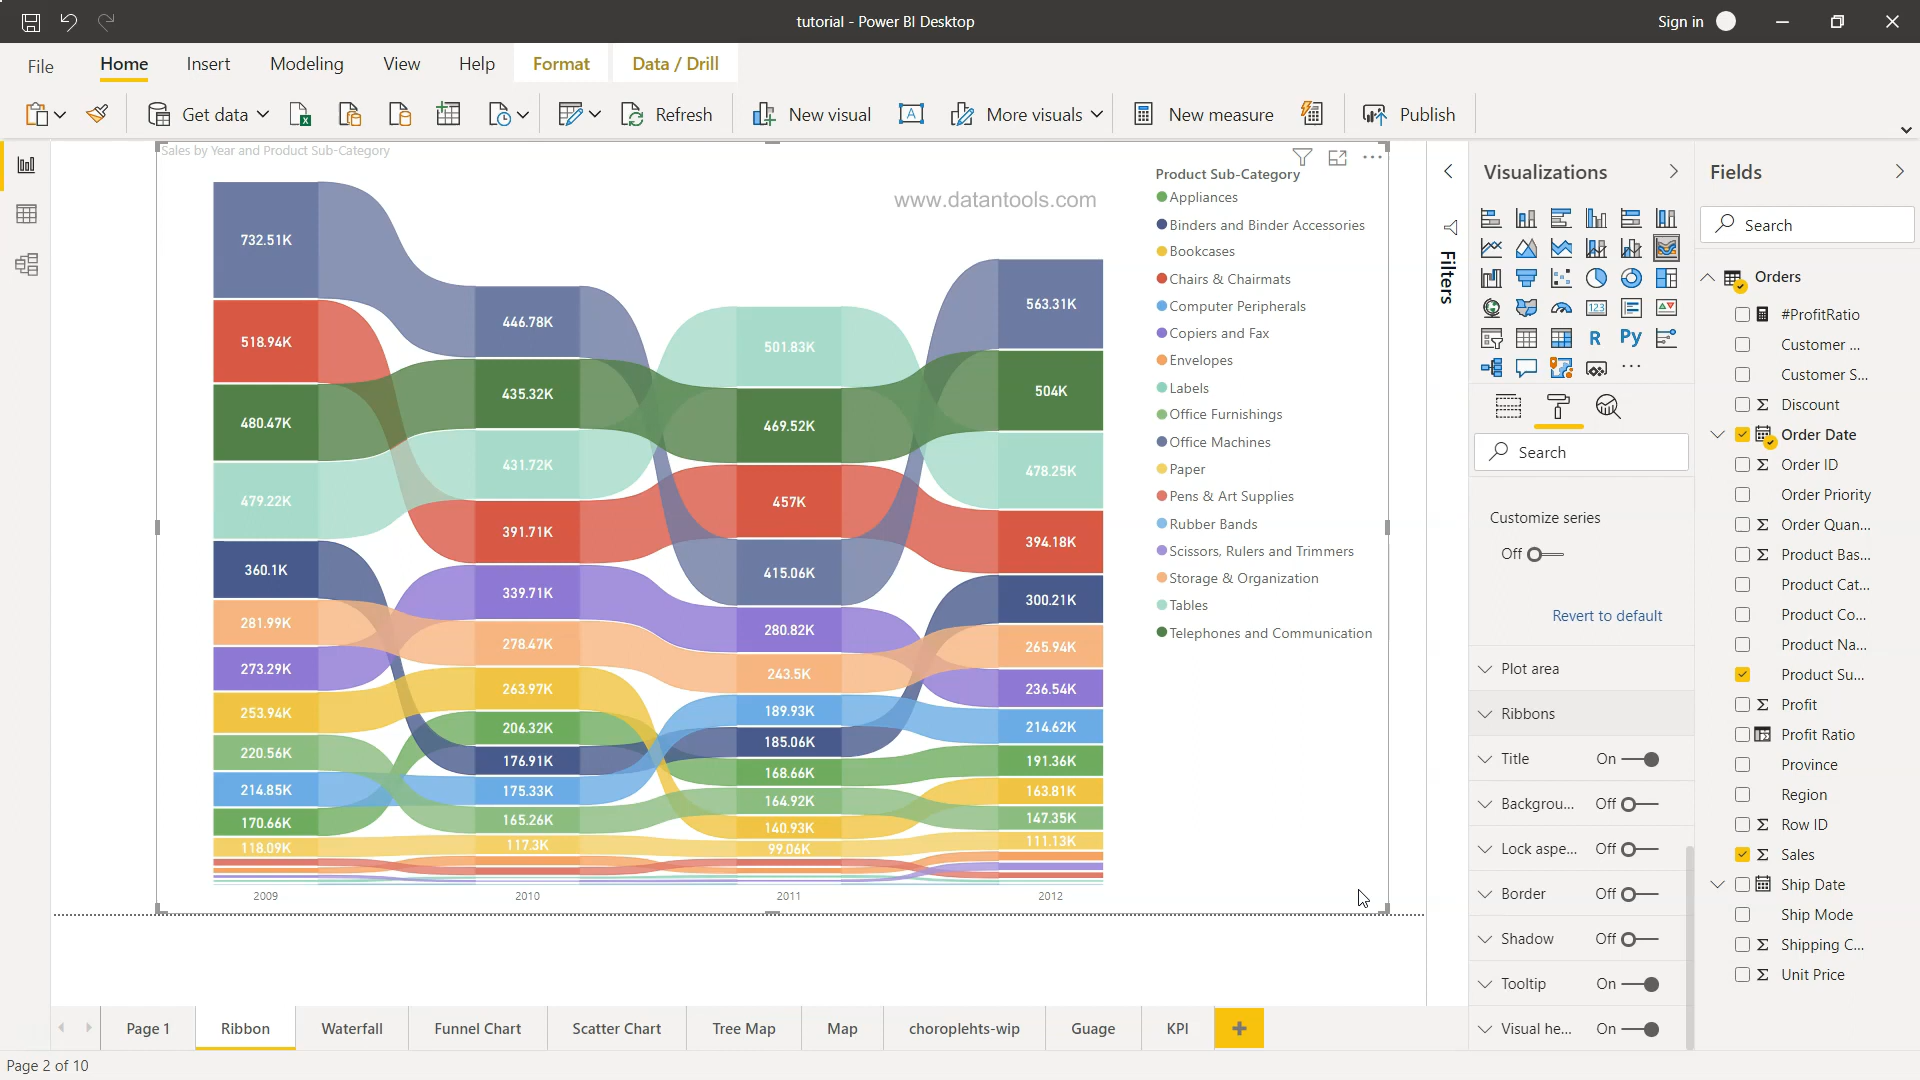 tutorial - Power BI Desktop
Sign in
File Home Insert Modeling View Help Format Data / Drill
Get data Refresh New visual A More visuals New measure Publish
Sales by Year and Product Sub-Category
www.datantools.com
732.51K
518.94K
480.47K
479.22K
360.1K
281.99K
273.29K
253.94K
220.56K
214.85K
170.66K
118.09K
2009
446.78K
435.32K
431.72K
391.71K
339.71K
278.47K
263.97K
206.32K
176.91K
175.33K
165.26K
117.3K
2010
501.83K
469.52K
457K
415.06K
280.82K
243.5K
189.93K
185.06K
168.66K
164.92K
140.93K
99.06K
2011
563.31K
504K
478.25K
394.18K
300.21K
265.94K
236.54K
214.62K
191.36K
163.81K
147.35K
111.13K
2012
Product Sub-Category
Appliances
Binders and Binder Accessories
Bookcases
Chairs & Chairmats
Computer Peripherals
Copiers and Fax
Envelopes
Labels
Office Furnishings
Office Machines
Paper
Pens & Art Supplies
Rubber Bands
Scissors, Rulers and Trimmers
Storage & Organization
Tables
Telephones and Communication
Filters
Visualizations
123
R Py
Search
Customize series
Off
Revert to default
Plot area
Ribbons
Title On
Backgrou... Off
Lock aspe... Off
Border Off
Shadow Off
Tooltip On
Visual he... On
Fields
Search
Orders
#ProfitRatio
Customer ...
Customer S...
Σ Discount
Order Date
Σ Order ID
Order Priority
Σ Order Quan...
Σ Product Bas...
Product Cat...
Product Co...
Product Na...
Product Su...
Σ Profit
Profit Ratio
Province
Region
Σ Row ID
Σ Sales
Ship Date
Ship Mode
Σ Shipping C...
Σ Unit Price
Page 1 Ribbon Waterfall Funnel Chart Scatter Chart Tree Map Map choroplehts-wip Guage KPI +
Page 2 of 10